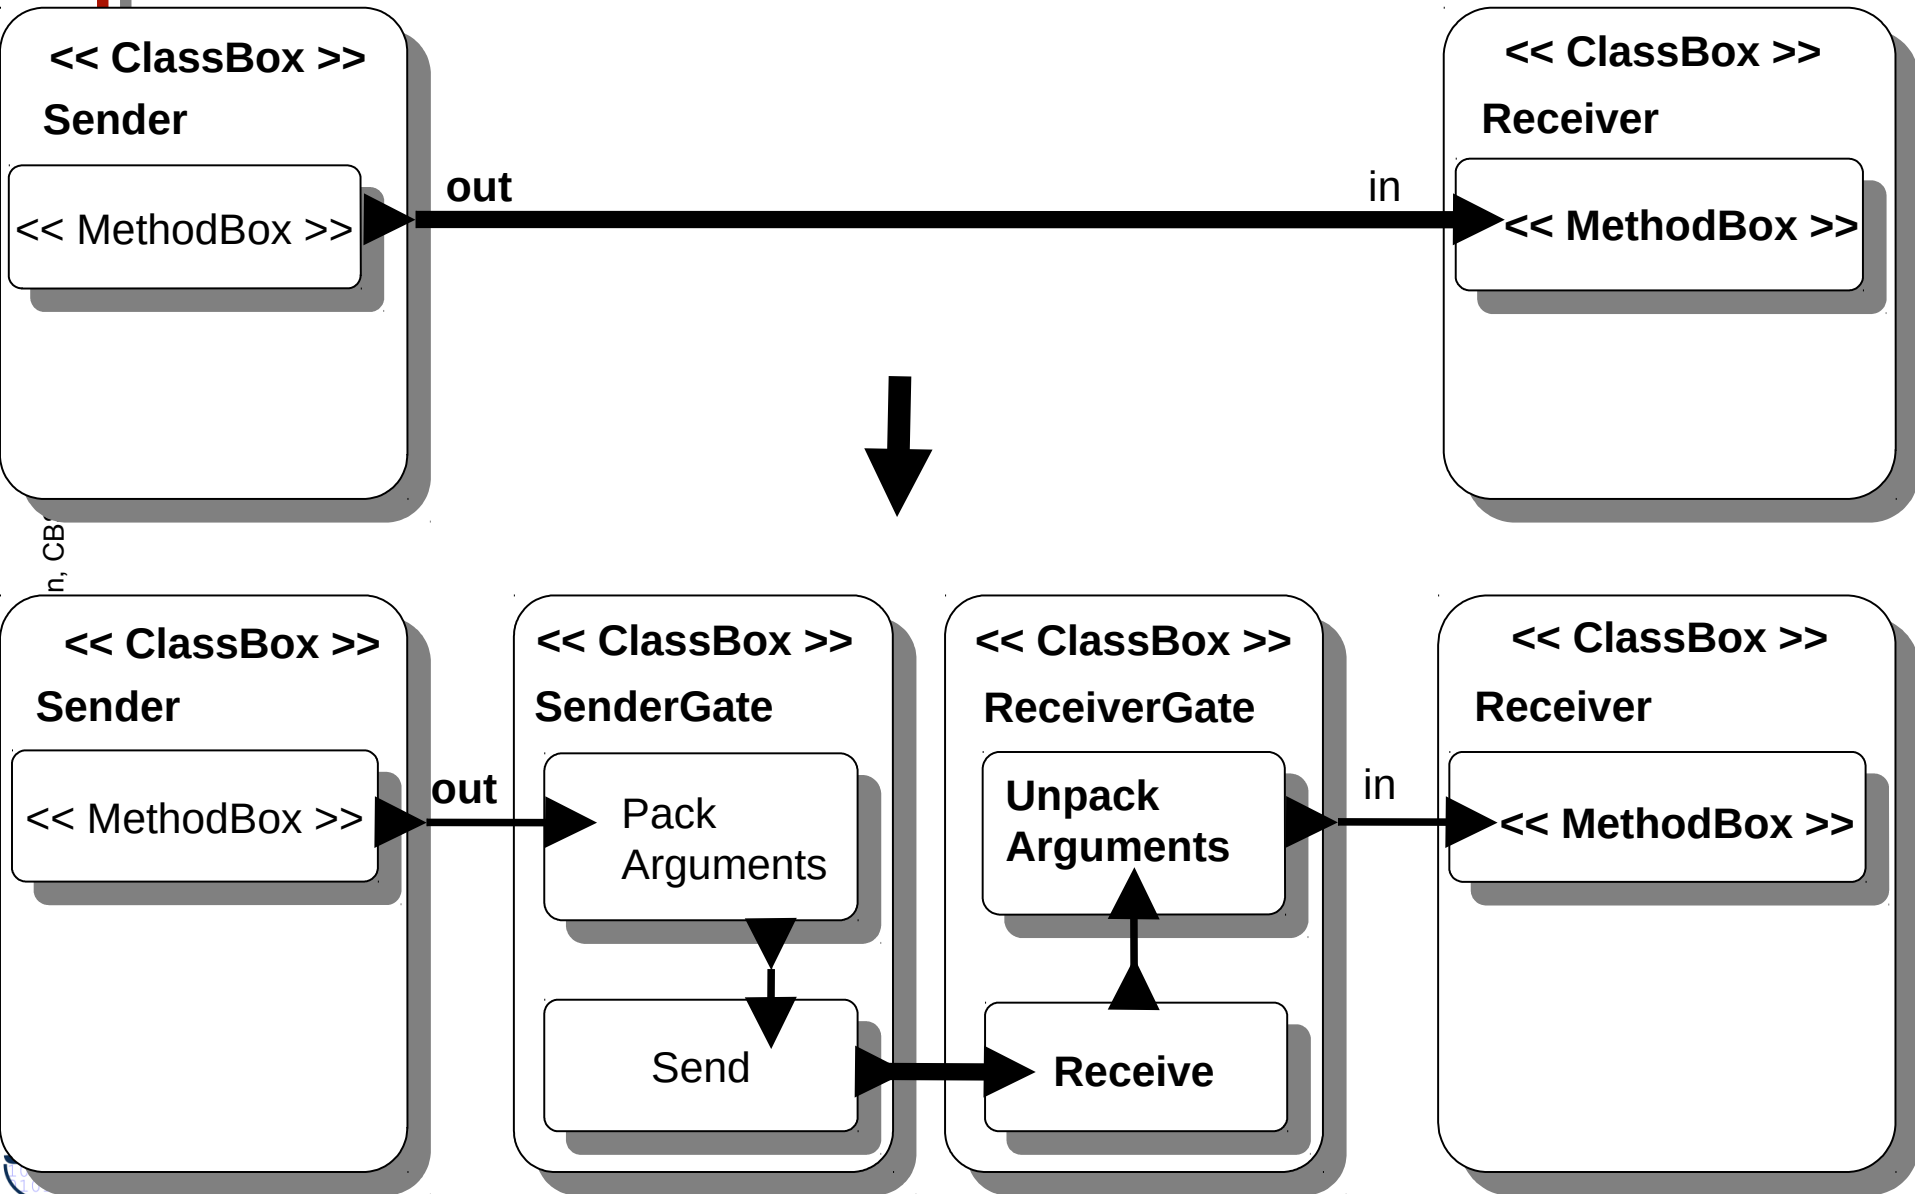 << ClassBox >>
Sender
<< MethodBox >>
out
in
<< ClassBox >>
Receiver
<< MethodBox >>
n, CB
<< ClassBox >>
Sender
<< MethodBox >>
out
<< ClassBox >>
SenderGate
Pack
Arguments
Send
<< ClassBox >>
ReceiverGate
Unpack
Arguments
Receive
in
<< ClassBox >>
Receiver
<< MethodBox >>